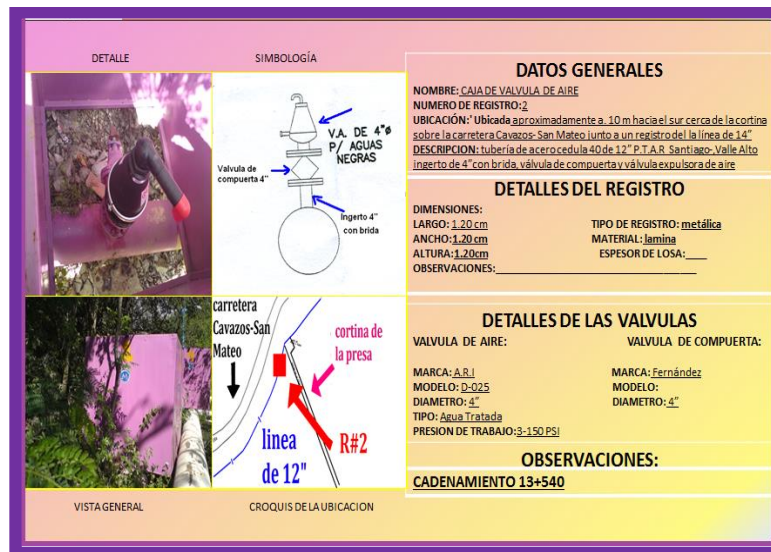 DETALLE
SIMBOLOGÍA
V.A. DE 4"ø
P/ AGUAS
NEGRAS
Valvula de
compuerta 4"
Ingerto 4"
con brida
carretera
Cavazos-San
Mateo
cortina de
la presa
linea
de 12"
R#2
VISTA GENERAL
CROQUIS DE LA UBICACION
DATOS GENERALES
NOMBRE: CAJA DE VALVULA DE AIRE
NUMERO DE REGISTRO:2
UBICACIÓN:' Ubicada aproximadamente a. 10 m hacia el sur cerca de la cortina
sobre la carretera Cavazos- San Mateo junto a un registro del la línea de 14"
DESCRIPCION: tubería de acero cedula 40 de 12" P.T.A.R Santiago-,Valle Alto
ingerto de 4"con brida, válvula de compuerta y válvula expulsora de aire
DETALLES DEL REGISTRO
DIMENSIONES:
LARGO: 1.20 cm TIPO DE REGISTRO: metálica
ANCHO:1.20 cm MATERIAL: lamina
ALTURA:1.20cm ESPESOR DE LOSA:____
OBSERVACIONES:____
DETALLES DE LAS VALVULAS
VALVULA DE AIRE: VALVULA DE COMPUERTA:
MARCA: A.R.I MARCA: Fernández
MODELO: D-025 MODELO:
DIAMETRO: 4" DIAMETRO: 4"
TIPO: Agua Tratada
PRESION DE TRABAJO:3-150 PSI
OBSERVACIONES:
CADENAMIENTO 13+540